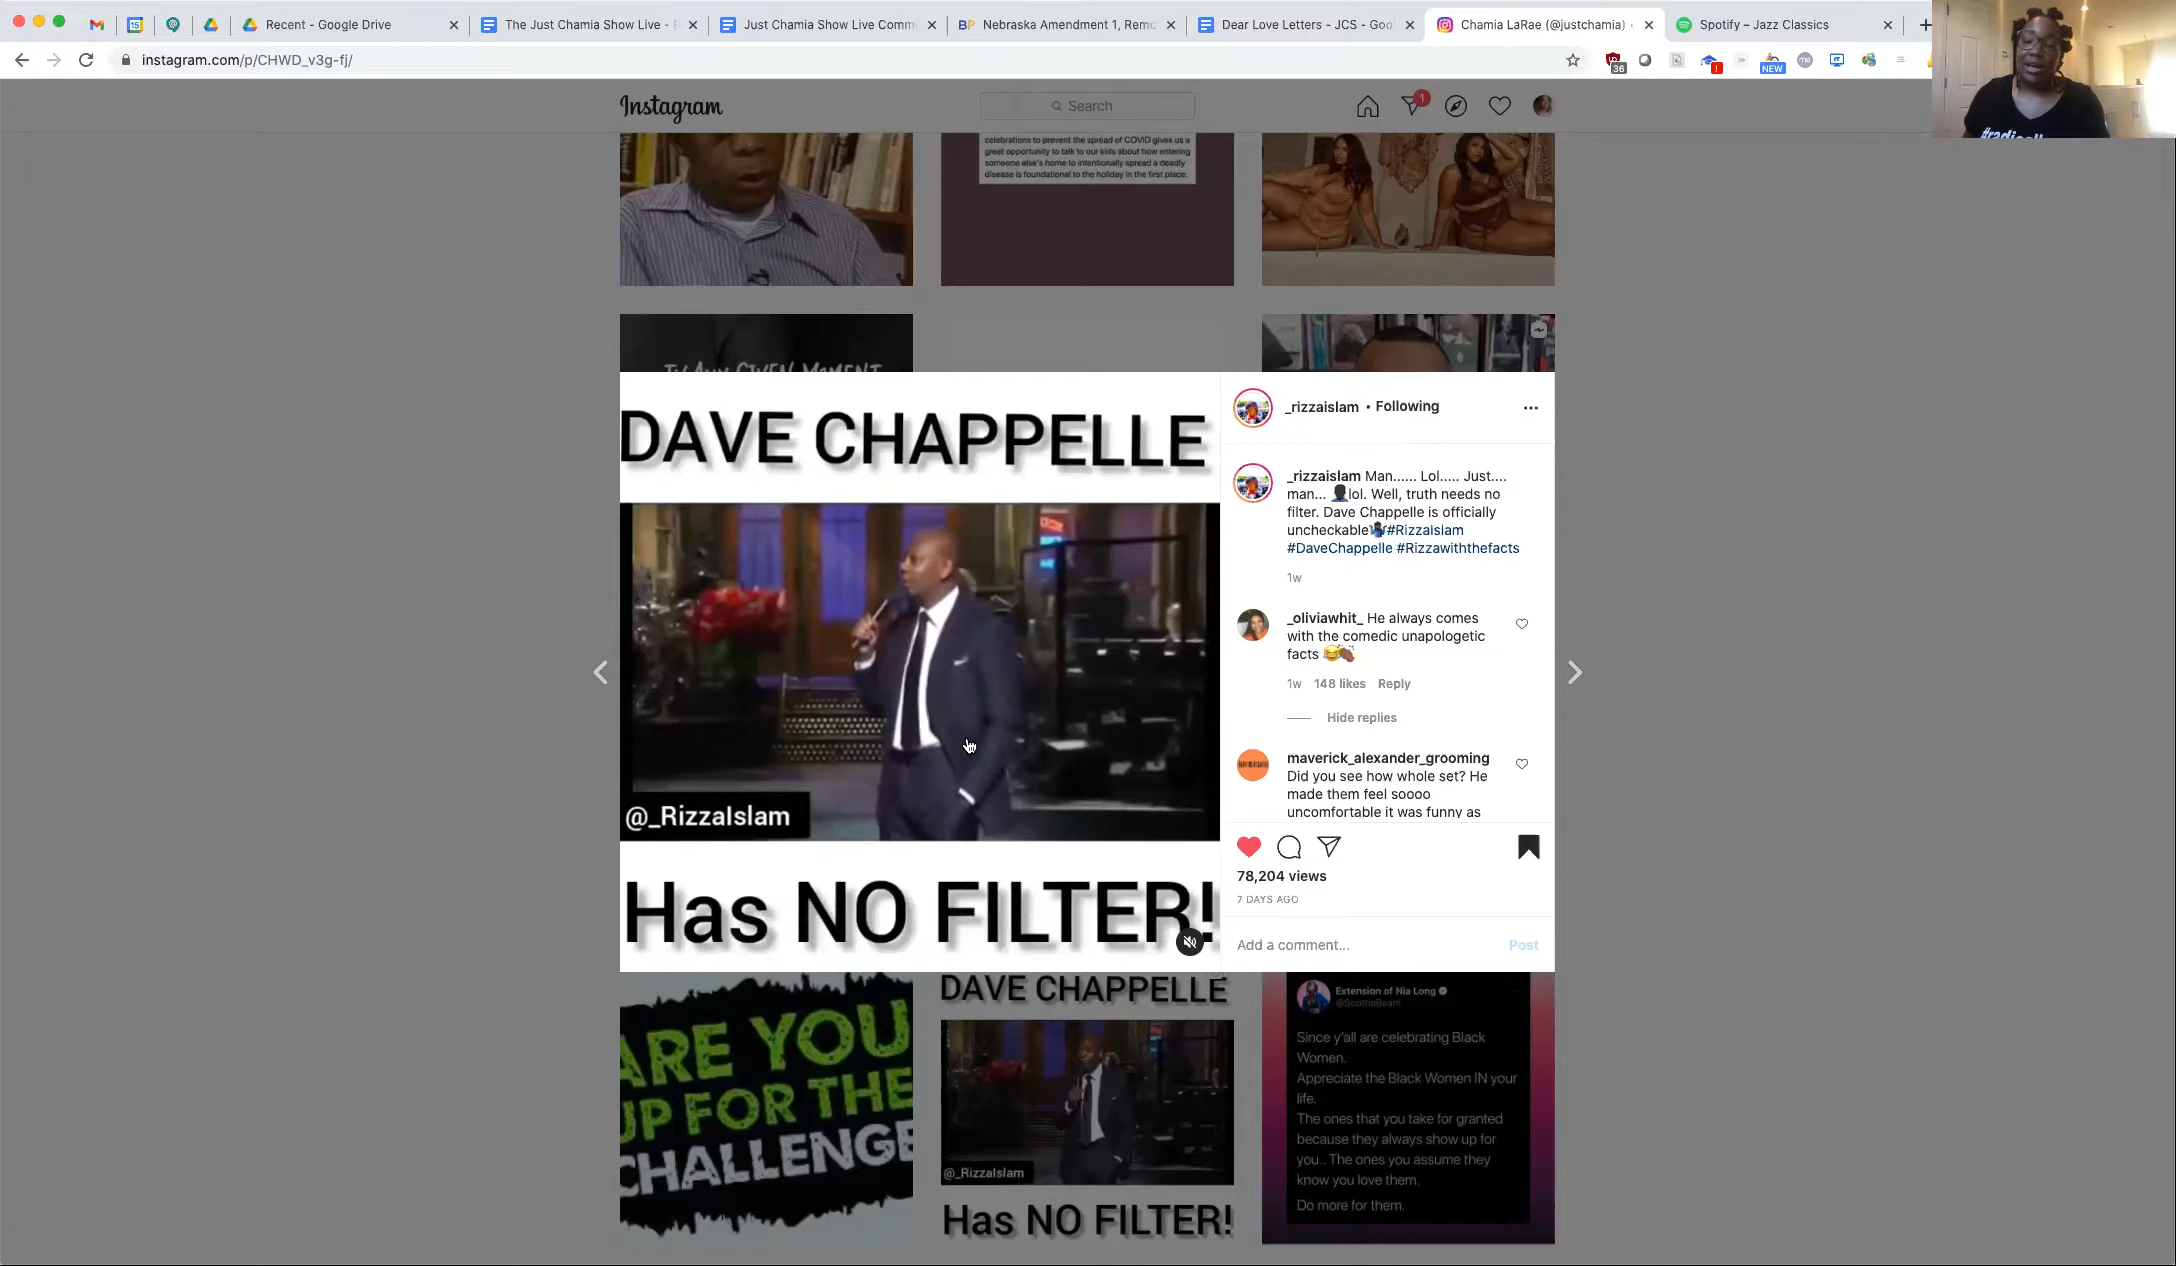 Recent - Google Drive
The Just Chamia Show Live -
Just Chamia Show Live Comm
BP Nebraska Amendment 1, Remo
Dear Love Letters - JCS - Goo
Chamia LaRae (@justchamia) ·
Spotify – Jazz Classics
instagram.com/p/CHWD_v3g-fj/
36
NEW
#radical
Instagram
Search
1
celebrations to prevent the spread of COVID gives us a
great opportunity to talk to our kids about how entering
someone else's home to intentionally spread a deadly
disease is foundational to the holiday in the first place.
DAVE CHAPPELLE
@_RizzaIslam
Has NO FILTER!
_rizzaislam • Following
_rizzaislam Man...... Lol..... Just....
man... lol. Well, truth needs no
filter. Dave Chappelle is officially
uncheckable #RizzaIslam
#DaveChappelle #Rizzawiththefacts
1w
_oliviawhit_ He always comes
with the comedic unapologetic
facts
1w 148 likes Reply
Hide replies
maverick_alexander_grooming
Did you see how whole set? He
made them feel soooo
uncomfortable it was funny as
78,204 views
7 DAYS AGO
Add a comment... Post
ARE YOU
UP FOR THE
CHALLENGE
DAVE CHAPPELLE
@_RizzaIslam
Has NO FILTER!
Extension of Nia Long
@ScottieBeam
Since y'all are celebrating Black
Women.
Appreciate the Black Women IN your
life.
The ones that you take for granted
because they always show up for
you.. The ones you assume they
know you love them.
Do more for them.